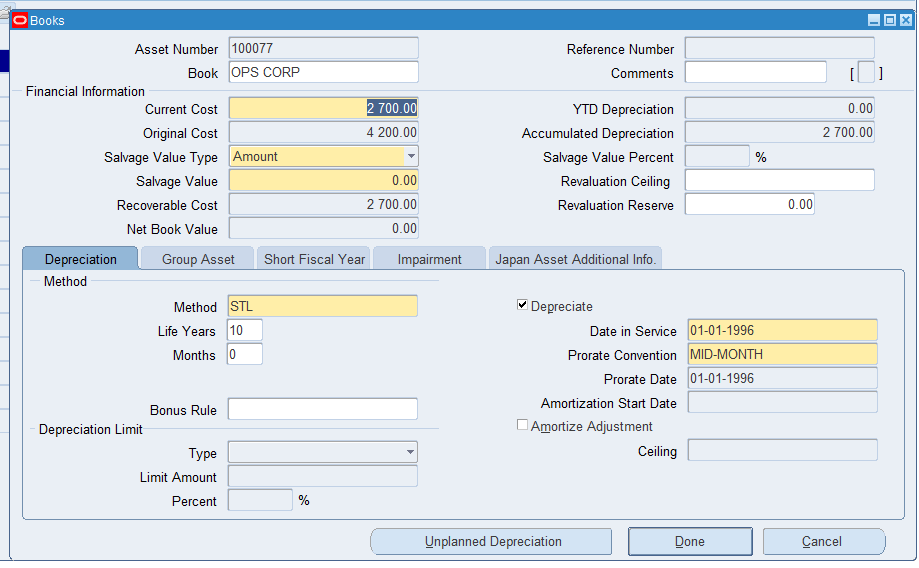 Books
Asset Number 100077 Reference Number
Book OPS CORP Comments [ ]
Financial Information
Current Cost 2 700.00 YTD Depreciation 0.00
Original Cost 4 200.00 Accumulated Depreciation 2 700.00
Salvage Value Type Amount Salvage Value Percent %
Salvage Value 0.00 Revaluation Ceiling
Recoverable Cost 2 700.00 Revaluation Reserve 0.00
Net Book Value 0.00
Depreciation Group Asset Short Fiscal Year Impairment Japan Asset Additional Info.
Method
Method STL Depreciate
Life Years 10 Date in Service 01-01-1996
Months 0 Prorate Convention MID-MONTH
Prorate Date 01-01-1996
Bonus Rule Amortization Start Date
Depreciation Limit Amortize Adjustment
Type Ceiling
Limit Amount
Percent %
Unplanned Depreciation Done Cancel